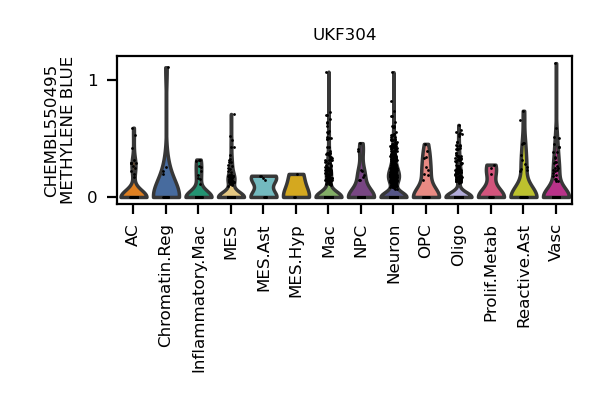 UKF304
CHEMBL550495
METHYLENE BLUE
1
0
AC
Chromatin.Reg
Inflammatory.Mac
MES
MES.Ast
MES.Hyp
Mac
NPC
Neuron
OPC
Oligo
Prolif.Metab
Reactive.Ast
Vasc